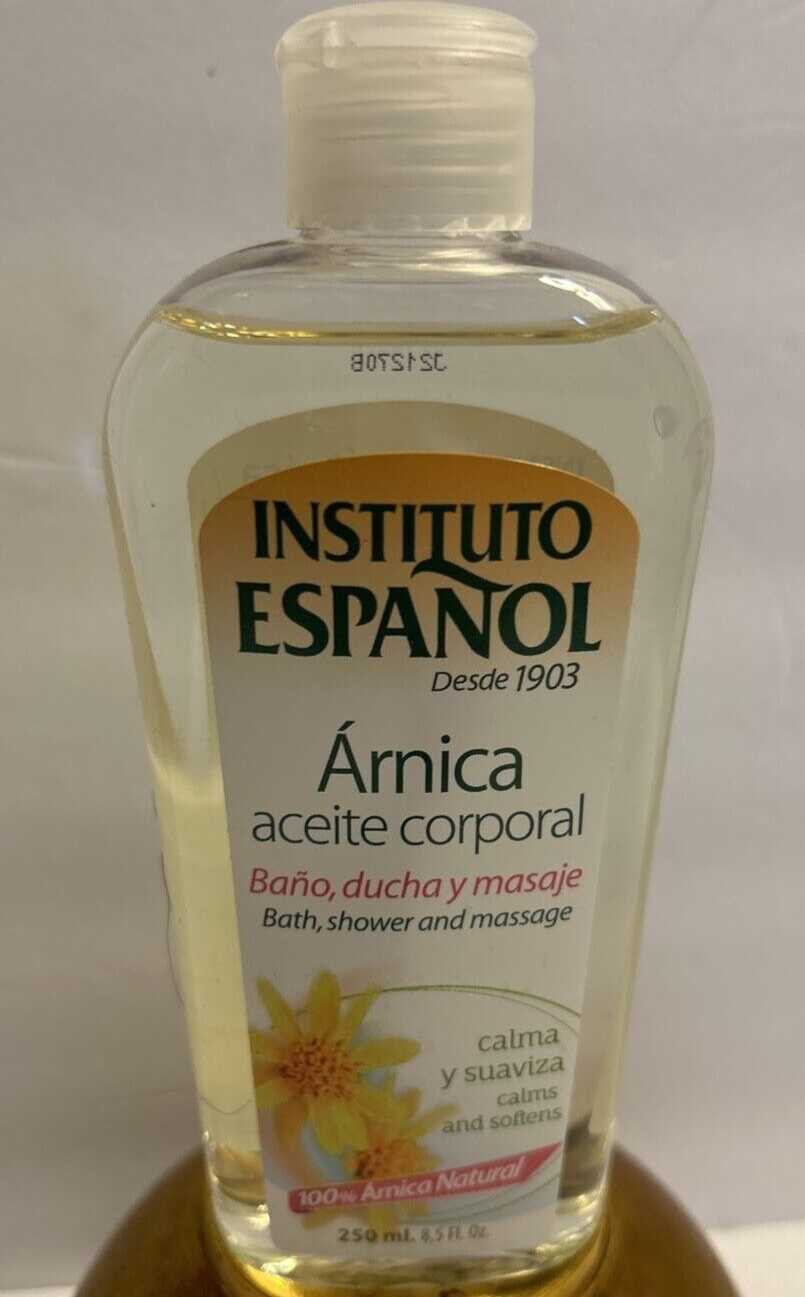 J21270B
INSTITUTO
ESPAÑOL
Desde 1903
Árnica
aceite corporal
Baño, ducha y masaje
Bath, shower and massage
calma
y suaviza
calms
and softens
100% Árnica Natural
250 ml. 8,5 Fl. Oz.